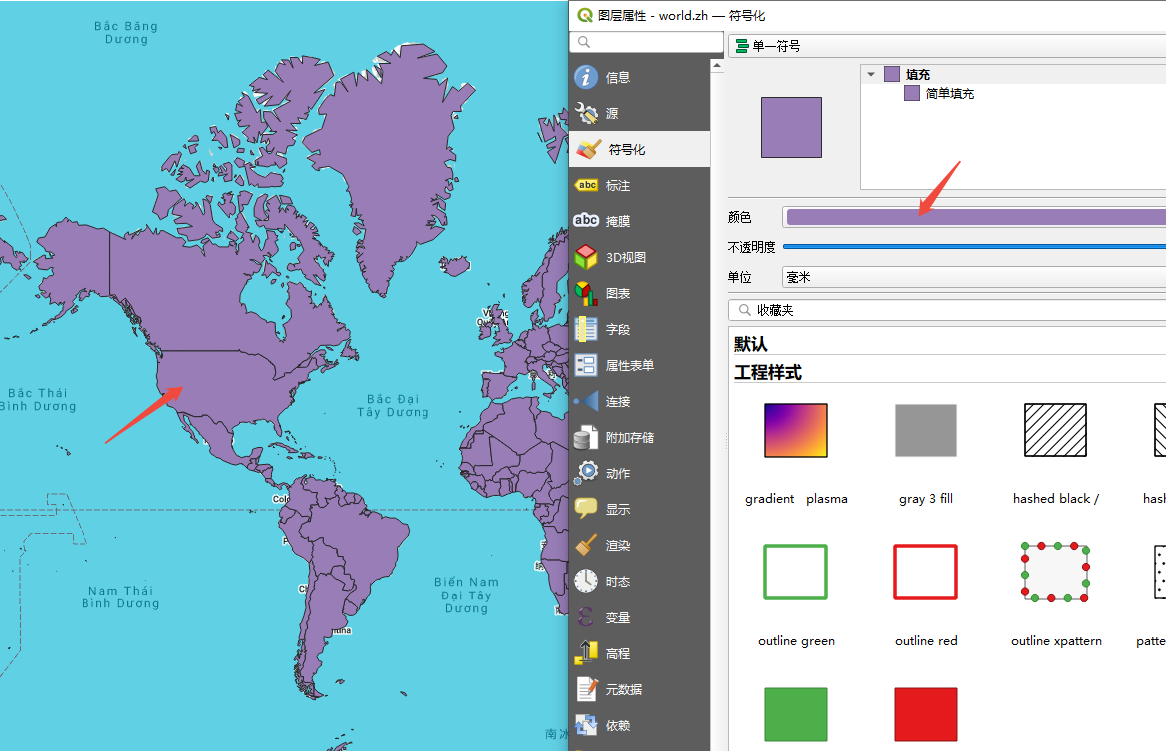 Bắc Băng
Dương
Bắc Thái
Bình Dương
Bắc Đại
Tây Dương
Nam Thái
Bình Dương
Biển Nam
Đại Tây
Dương
图层属性 - world.zh — 符号化
信息
源
符号化
abc 标注
abc 掩膜
3D视图
图表
字段
属性表单
连接
附加存储
动作
显示
渲染
时态
变量
高程
元数据
依赖
单一符号
填充
简单填充
颜色
不透明度
单位
毫米
收藏夹
默认
工程样式
gradient plasma
gray 3 fill
hashed black /
outline green
outline red
outline xpattern